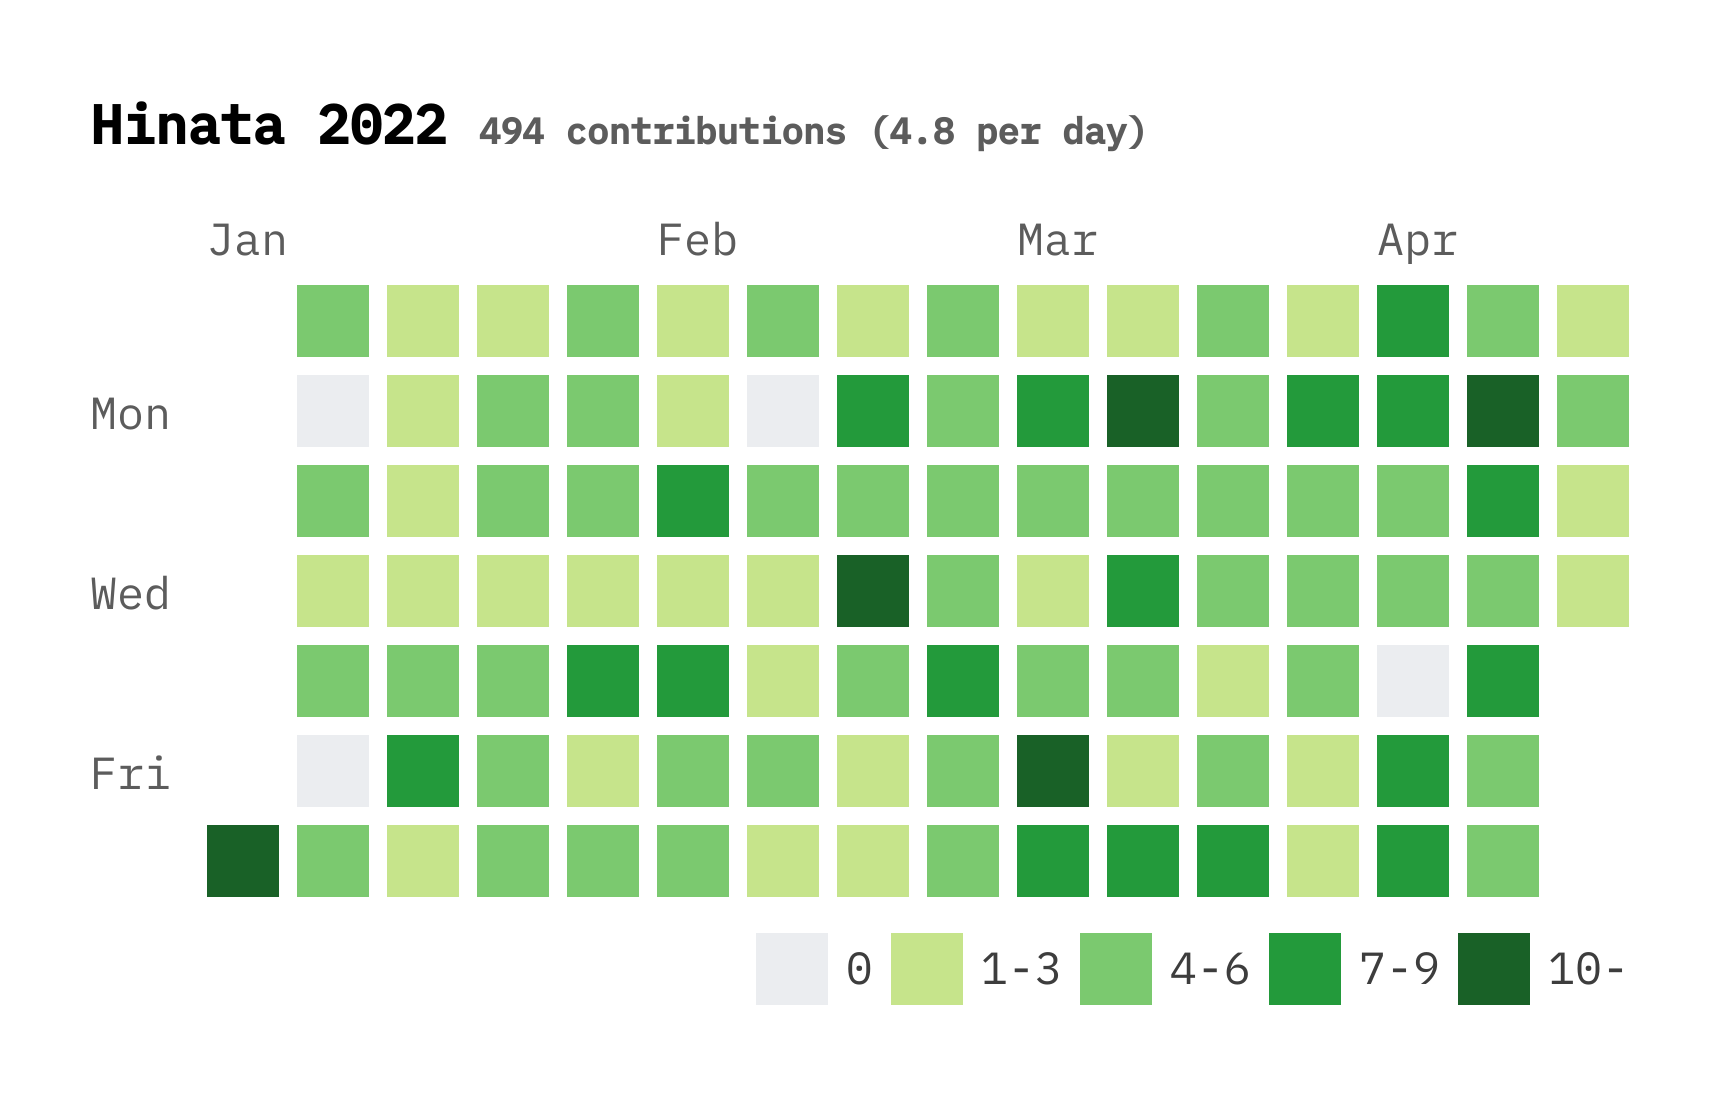 Hinata 2022 494 contributions (4.8 per day)
Jan Feb Mar Apr
Mon
Wed
Fri
0 1-3 4-6 7-9 10-